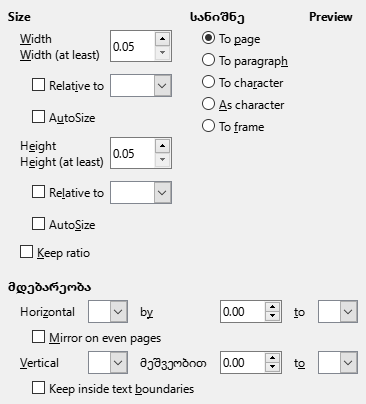 Size
Width
Width (at least)
0.05
Relative to
AutoSize
Height
Height (at least)
0.05
Relative to
AutoSize
Keep ratio
სანიშნე
To page
To paragraph
To character
As character
To frame
Preview
მდებარეობა
Horizontal by 0.00 to
Mirror on even pages
Vertical მეშვეობით 0.00 to
Keep inside text boundaries